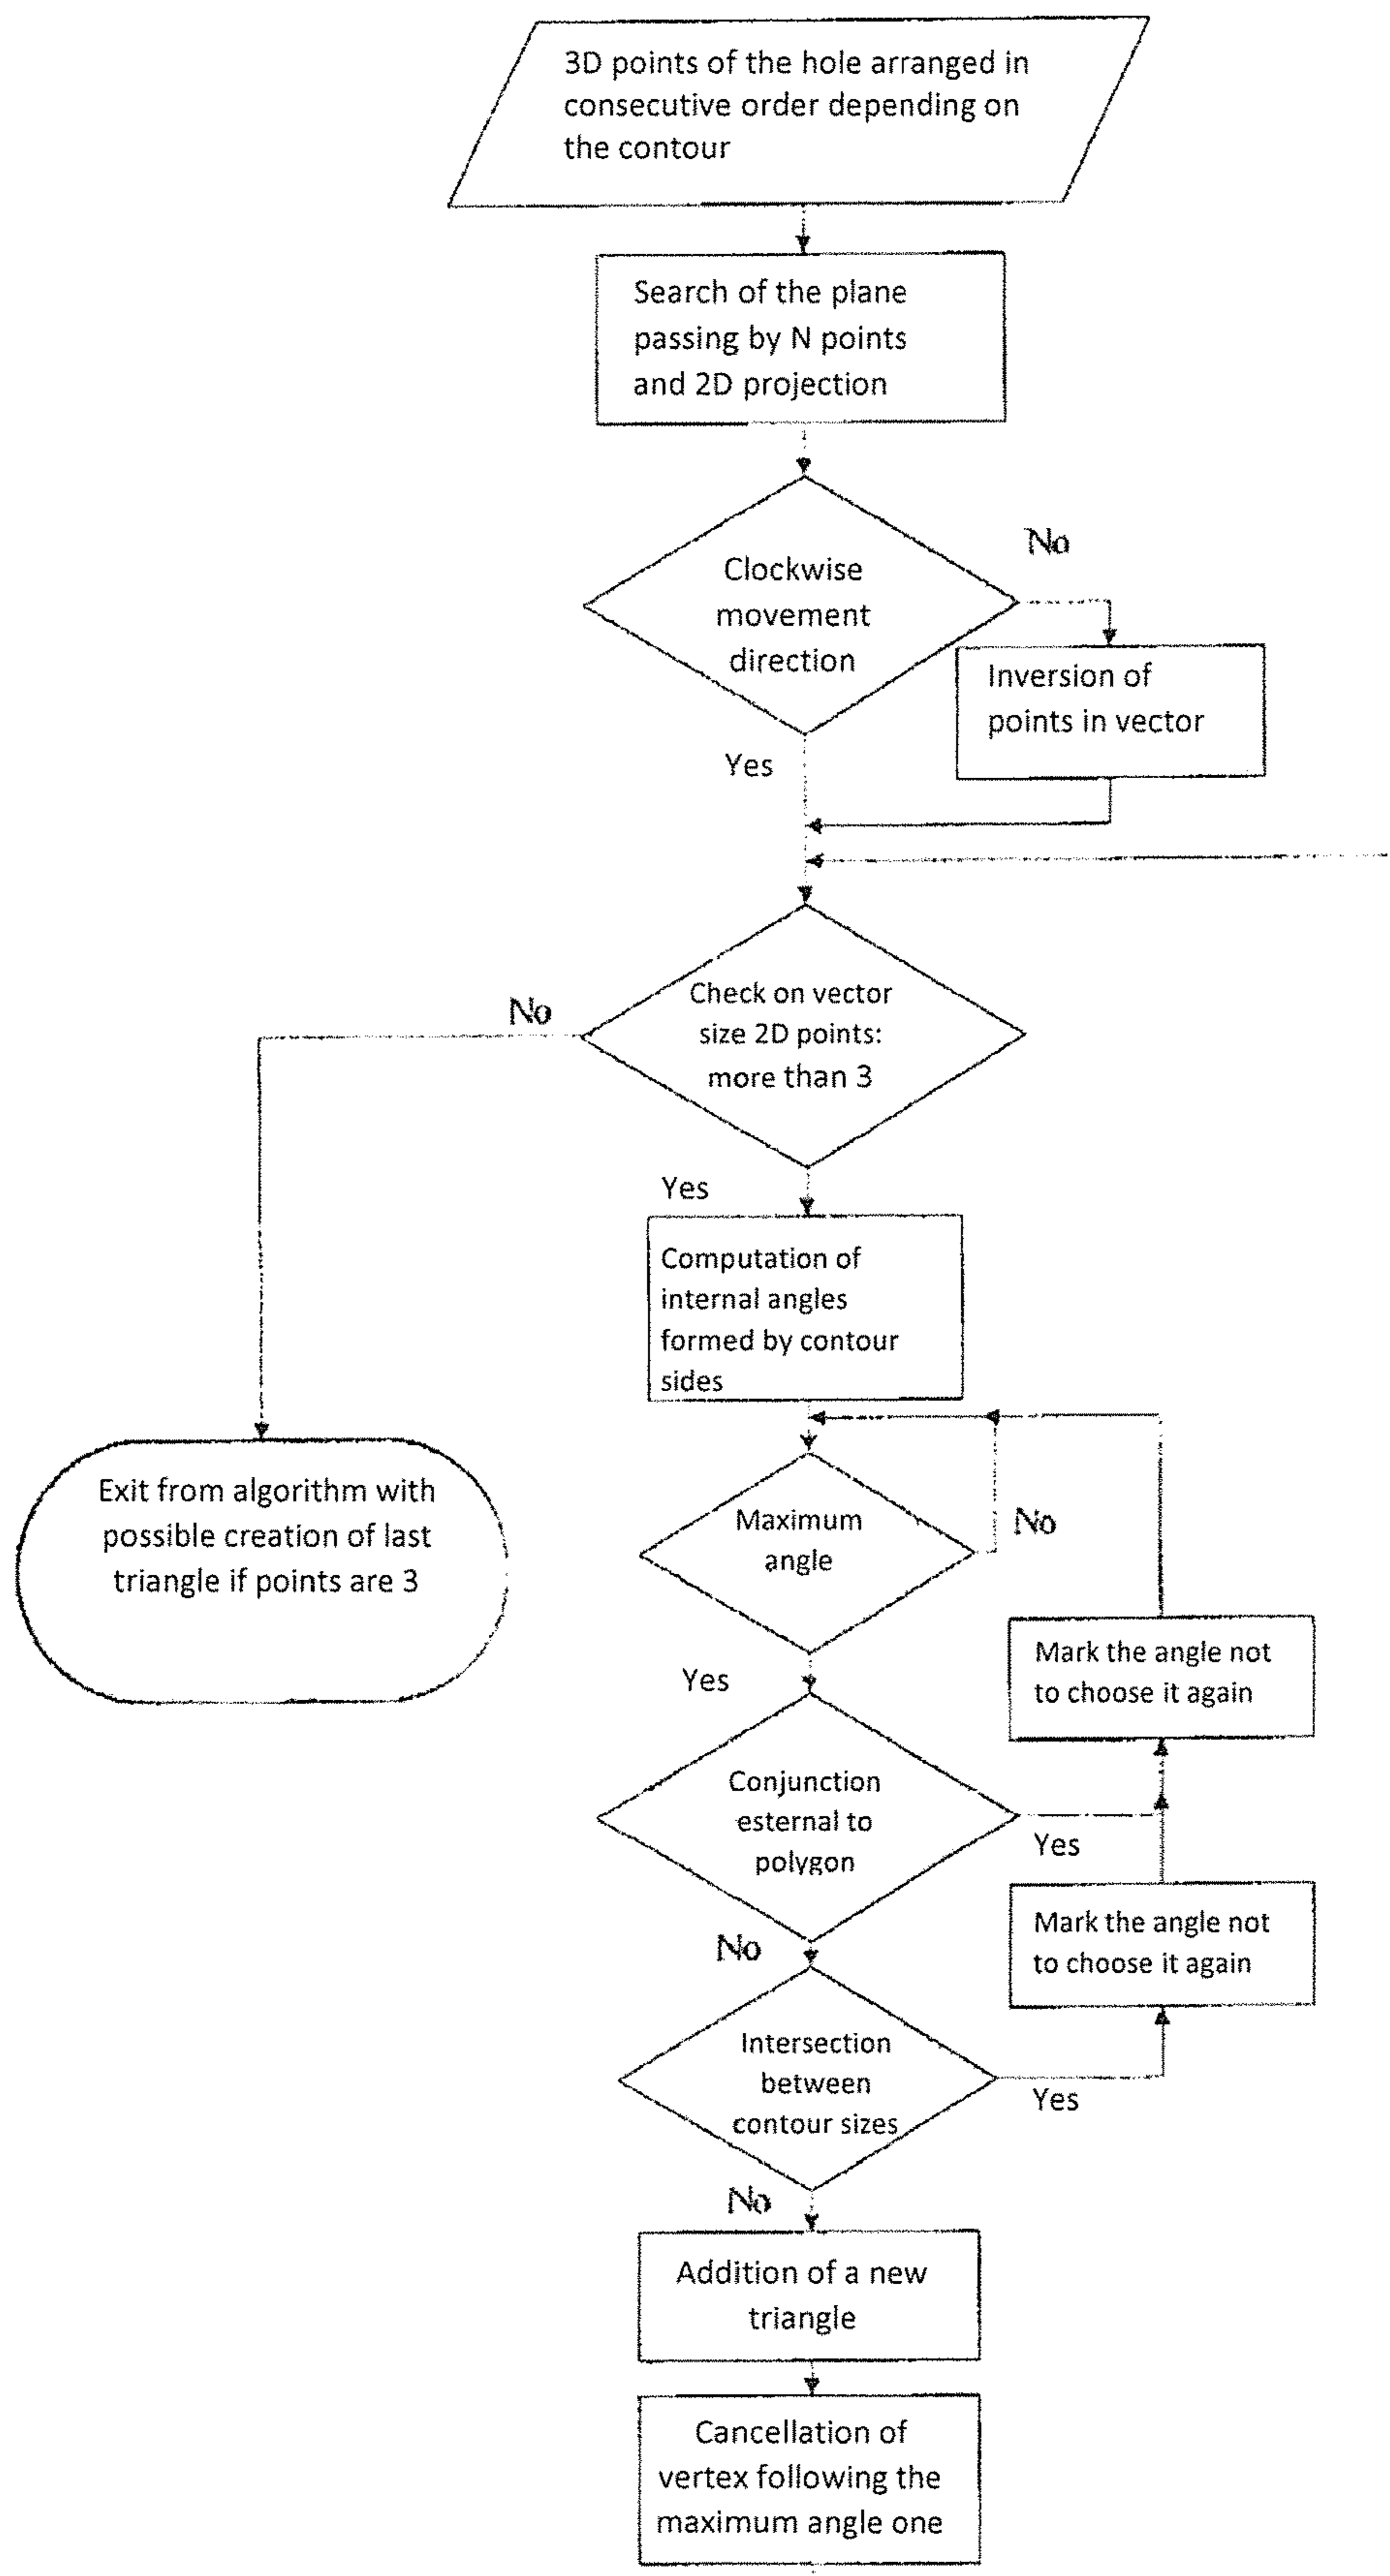 3D points of the hole arranged in
consecutive order depending on
the contour
Search of the plane
passing by N points
and 2D projection
No
Clockwise
movement
direction
Inversion of
points in vector
Yes
No
Check on vector
size 2D points:
more than 3
Yes
Computation of
internal angles
formed by contour
sides
Exit from algorithm with
possible creation of last
triangle if points are 3
Maximum
angle
No
Yes
Mark the angle not
to choose it again
Conjunction
esternal to
polygon
Yes
No
Mark the angle not
to choose it again
Intersection
between
contour sizes
Yes
No
Addition of a new
triangle
Cancellation of
vertex following the
maximum angle one